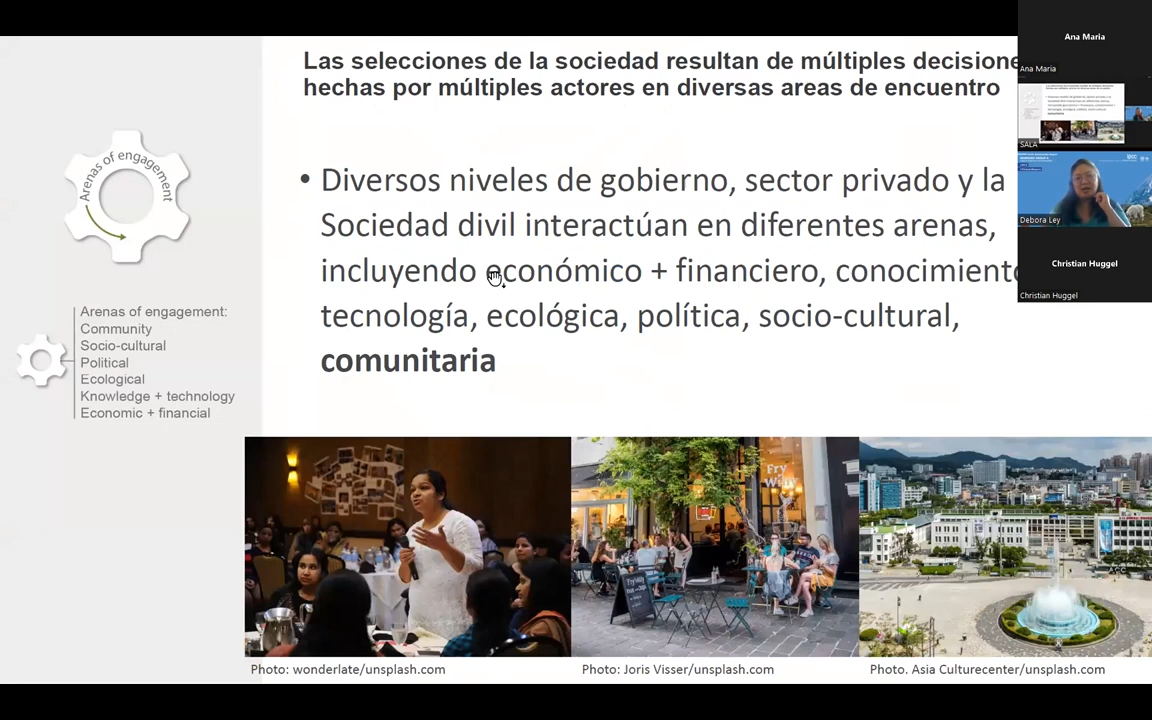 Las selecciones de la sociedad resultan de múltiples decisione
hechas por múltiples actores en diversas areas de encuentro
Arenas of engagement
• Diversos niveles de gobierno, sector privado y la
Sociedad divil interactúan en diferentes arenas,
incluyendo económico + financiero, conocimiento
tecnología, ecológica, política, socio-cultural,
comunitaria
Arenas of engagement:
Community
Socio-cultural
Political
Ecological
Knowledge + technology
Economic + financial
Fry
Willy
Photo: wonderlate/unsplash.com
Photo: Joris Visser/unsplash.com
Photo. Asia Culturecenter/unsplash.com
Ana Maria
Ana Maria
SALA
ipcc
Debora Ley
Christian Huggel
Christian Huggel